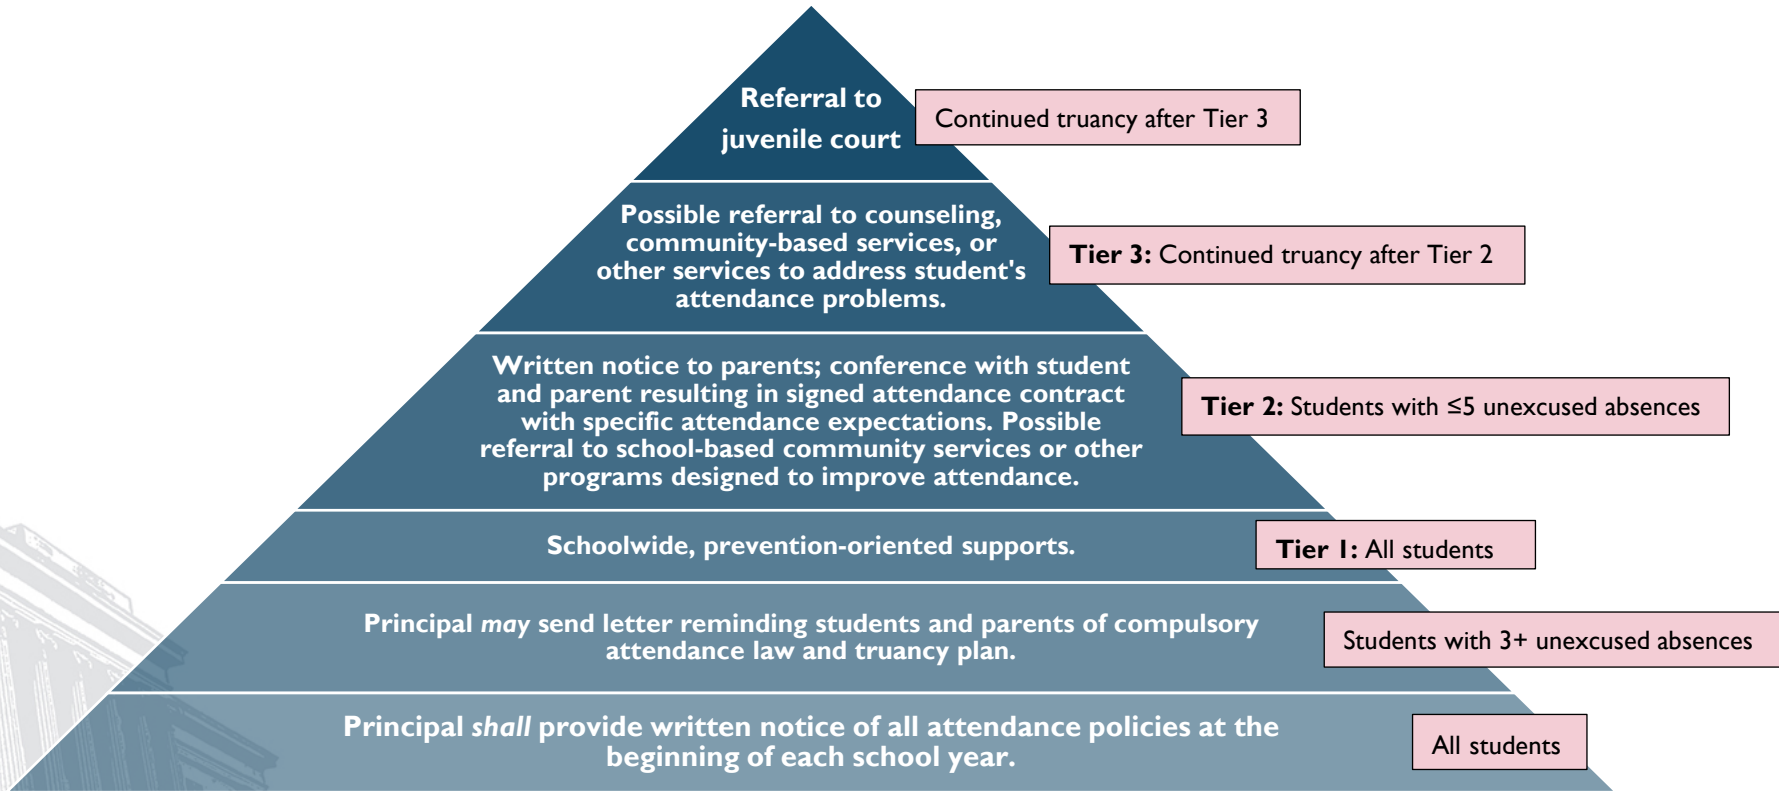 Referral to
juvenile court
Continued truancy after Tier 3
Possible referral to counseling,
community-based services, or
other services to address student's
attendance problems.
Tier 3: Continued truancy after Tier 2
Written notice to parents; conference with student
and parent resulting in signed attendance contract
with specific attendance expectations. Possible
referral to school-based community services or other
programs designed to improve attendance.
Tier 2: Students with ≤5 unexcused absences
Schoolwide, prevention-oriented supports.
Tier 1: All students
Principal may send letter reminding students and parents of compulsory
attendance law and truancy plan.
Students with 3+ unexcused absences
Principal shall provide written notice of all attendance policies at the
beginning of each school year.
All students